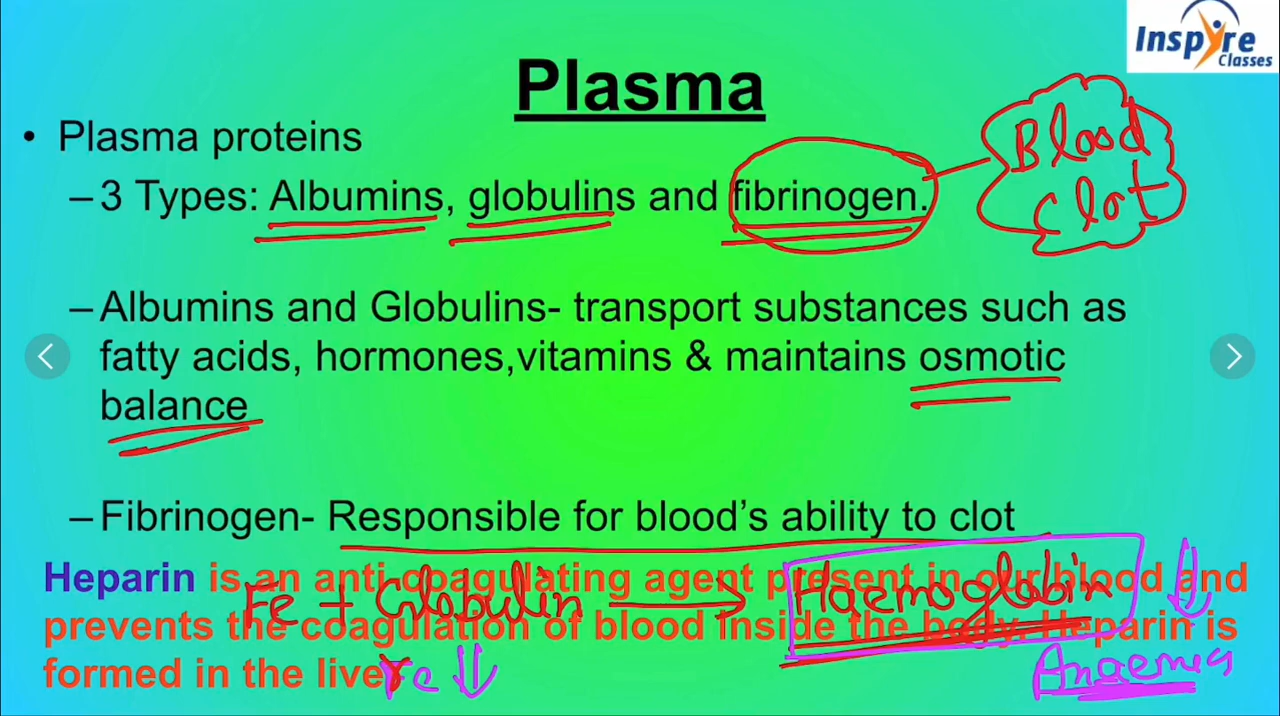 Inspire
Classes
Plasma
• Plasma proteins
– 3 Types: Albumins, globulins and fibrinogen.
Blood
Clot
– Albumins and Globulins- transport substances such as
fatty acids, hormones,vitamins & maintains osmotic
balance
– Fibrinogen- Responsible for blood's ability to clot
Heparin is an anti coagulating agent present in our blood and
Fe + Globulin → Haemoglobin ↓
prevents the coagulation of blood inside the body. Heparin is
formed in the liver
Fe ↓
Anaemia